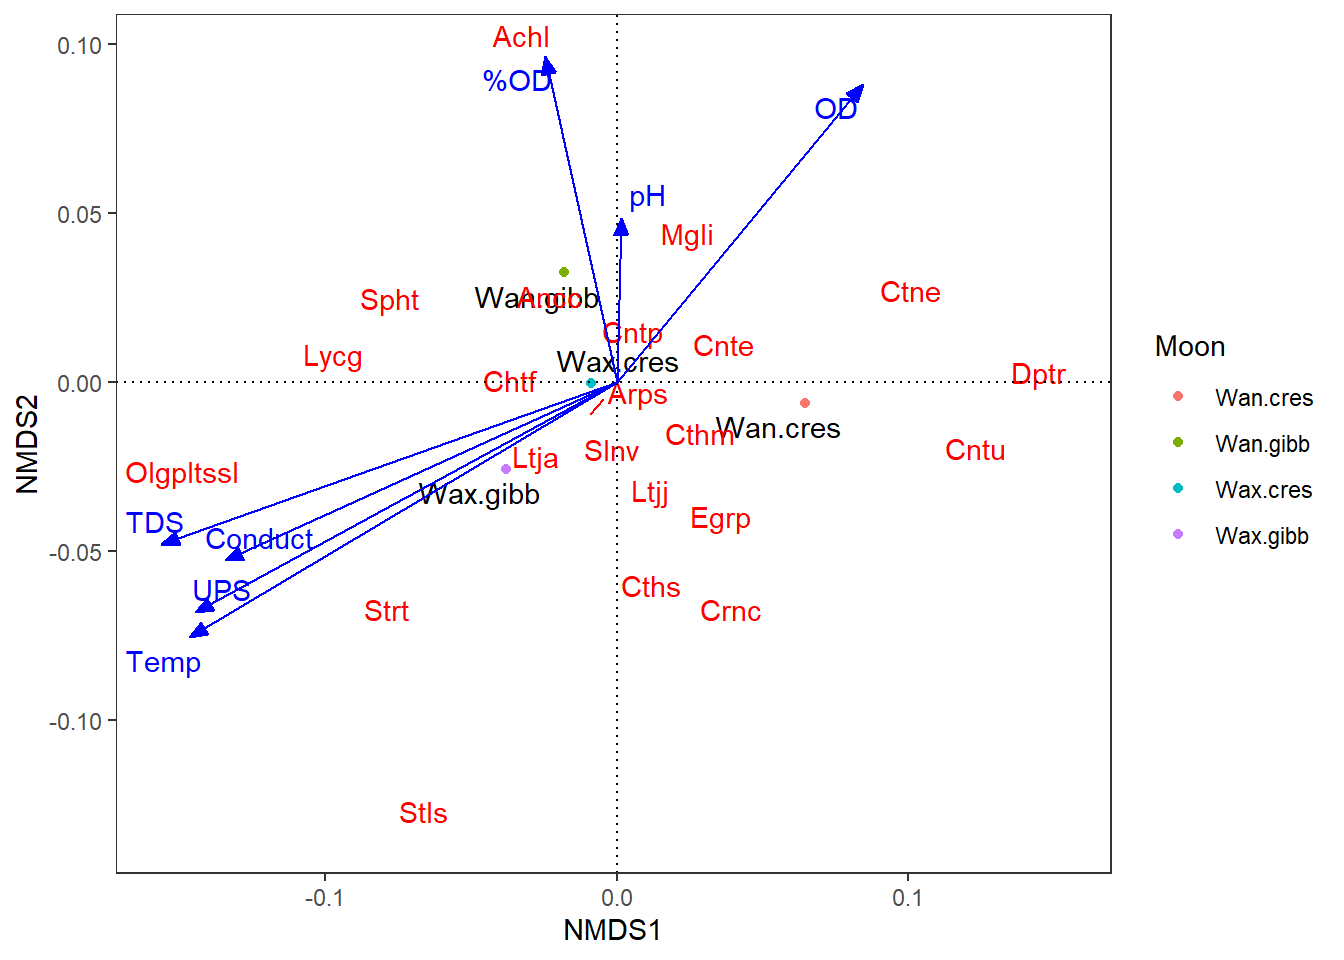 Achl
0.10
%OD
OD
0.05
pH
Mgli
Ctne
Spht
Wan.gibb
Cntp
Cnte
Lycg
Wax.cres
Dptr
0.00
Chtf
Arps
Wan.cres
Cthm
Slnv
Cntu
Ltja
Olgpltssl
Wax.gibb
Ltjj
Egrp
TDS
Conduct
-0.05
UPS
Cths
Strt
Crnc
Temp
-0.10
Stls
-0.1
0.0
0.1
NMDS1
NMDS2
Moon
Wan.cres
Wan.gibb
Wax.cres
Wax.gibb